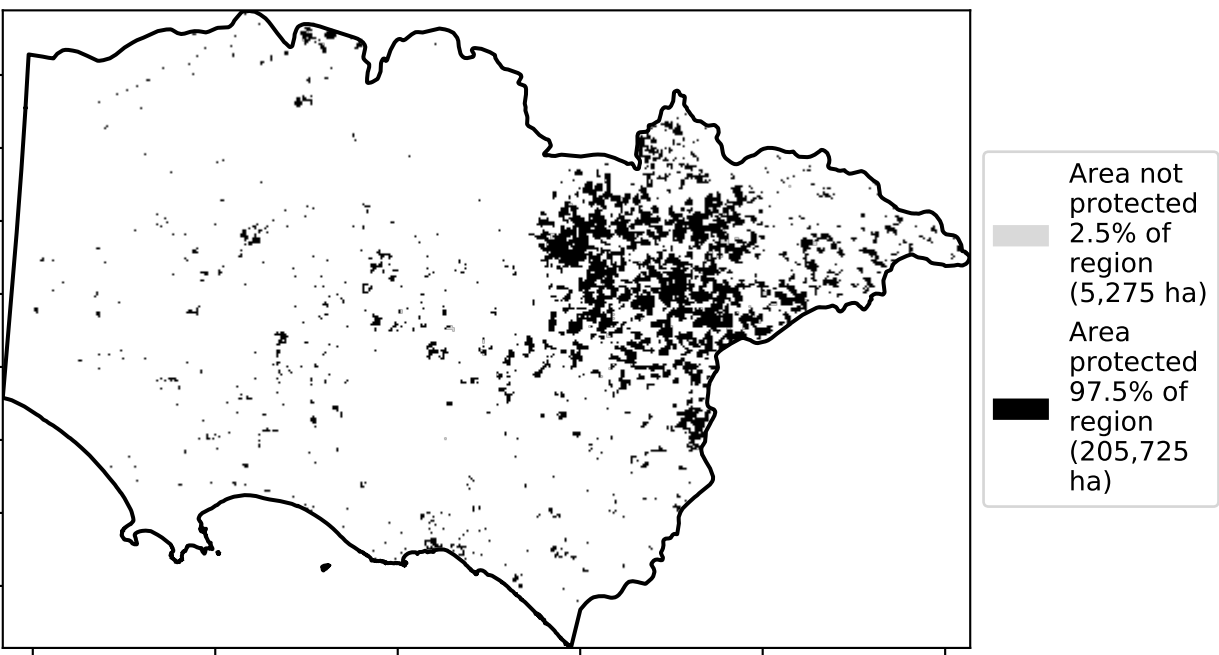 Area not
protected
2.5% of
region
(5,275 ha)
Area
protected
97.5% of
region
(205,725
ha)